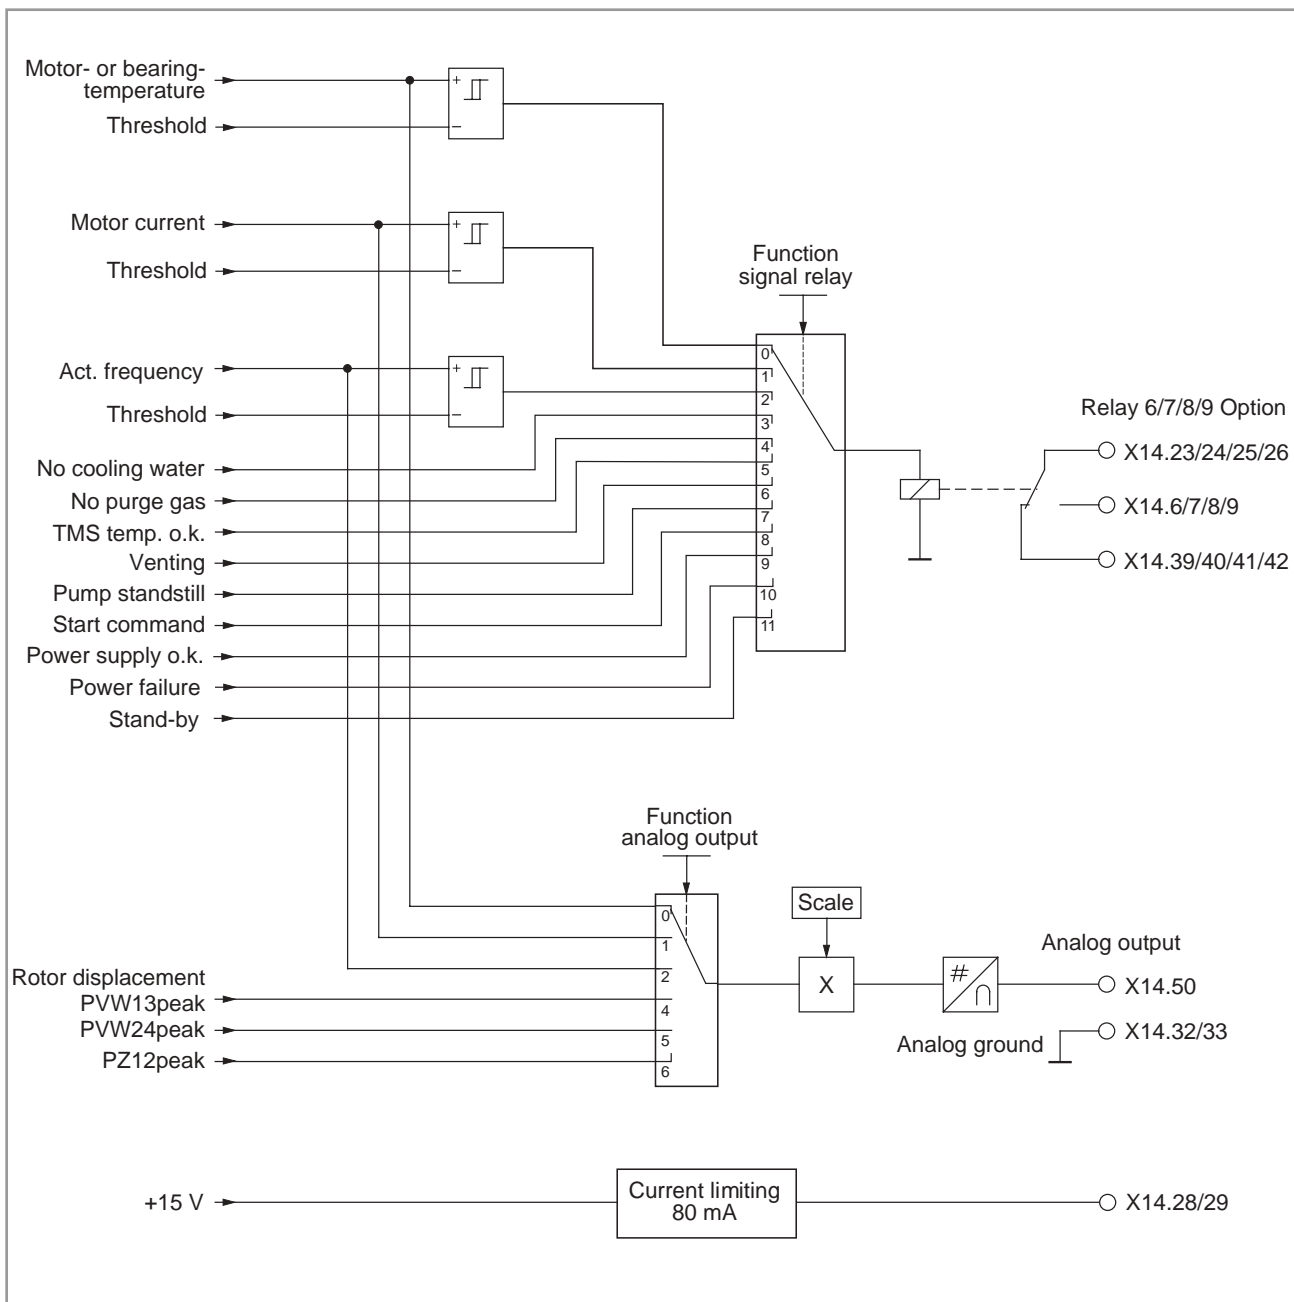 Motor- or bearing-
temperature
+
Threshold
−
Motor current
+
Threshold
−
Function
signal relay
Act. frequency
+
Threshold
−
No cooling water
No purge gas
TMS temp. o.k.
Venting
Pump standstill
Start command
Power supply o.k.
Power failure
Stand-by
0
1
2
3
4
5
6
7
8
9
10
11
Relay 6/7/8/9 Option
X14.23/24/25/26
X14.6/7/8/9
X14.39/40/41/42
Function
analog output
Rotor displacement
PVW13peak
PVW24peak
PZ12peak
0
1
2
4
5
6
Scale
X
#
∩
Analog output
X14.50
Analog ground
X14.32/33
+15 V
Current limiting
80 mA
X14.28/29